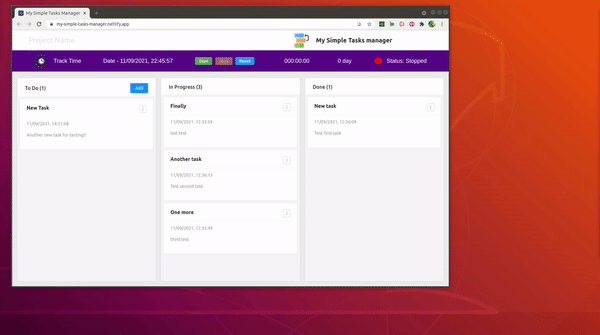 My Simple Tasks Manager
my-simple-tasks-manager.netlify.app
Project Name
My Simple Tasks manager
Track Time
Date - 11/09/2021, 22:45:57
Start
Reset
000:00:00
0 day
Status: Stopped
To Do (1)
ADD
New Task
11/09/2021, 18:51:08
Another new task for testing!!
In Progress (3)
Finally
11/09/2021, 12:33:09
last test
Another task
11/09/2021, 12:36:13
Test second task
One more
11/09/2021, 12:35:49
third test
Done (1)
New task
11/09/2021, 12:34:09
Test first task